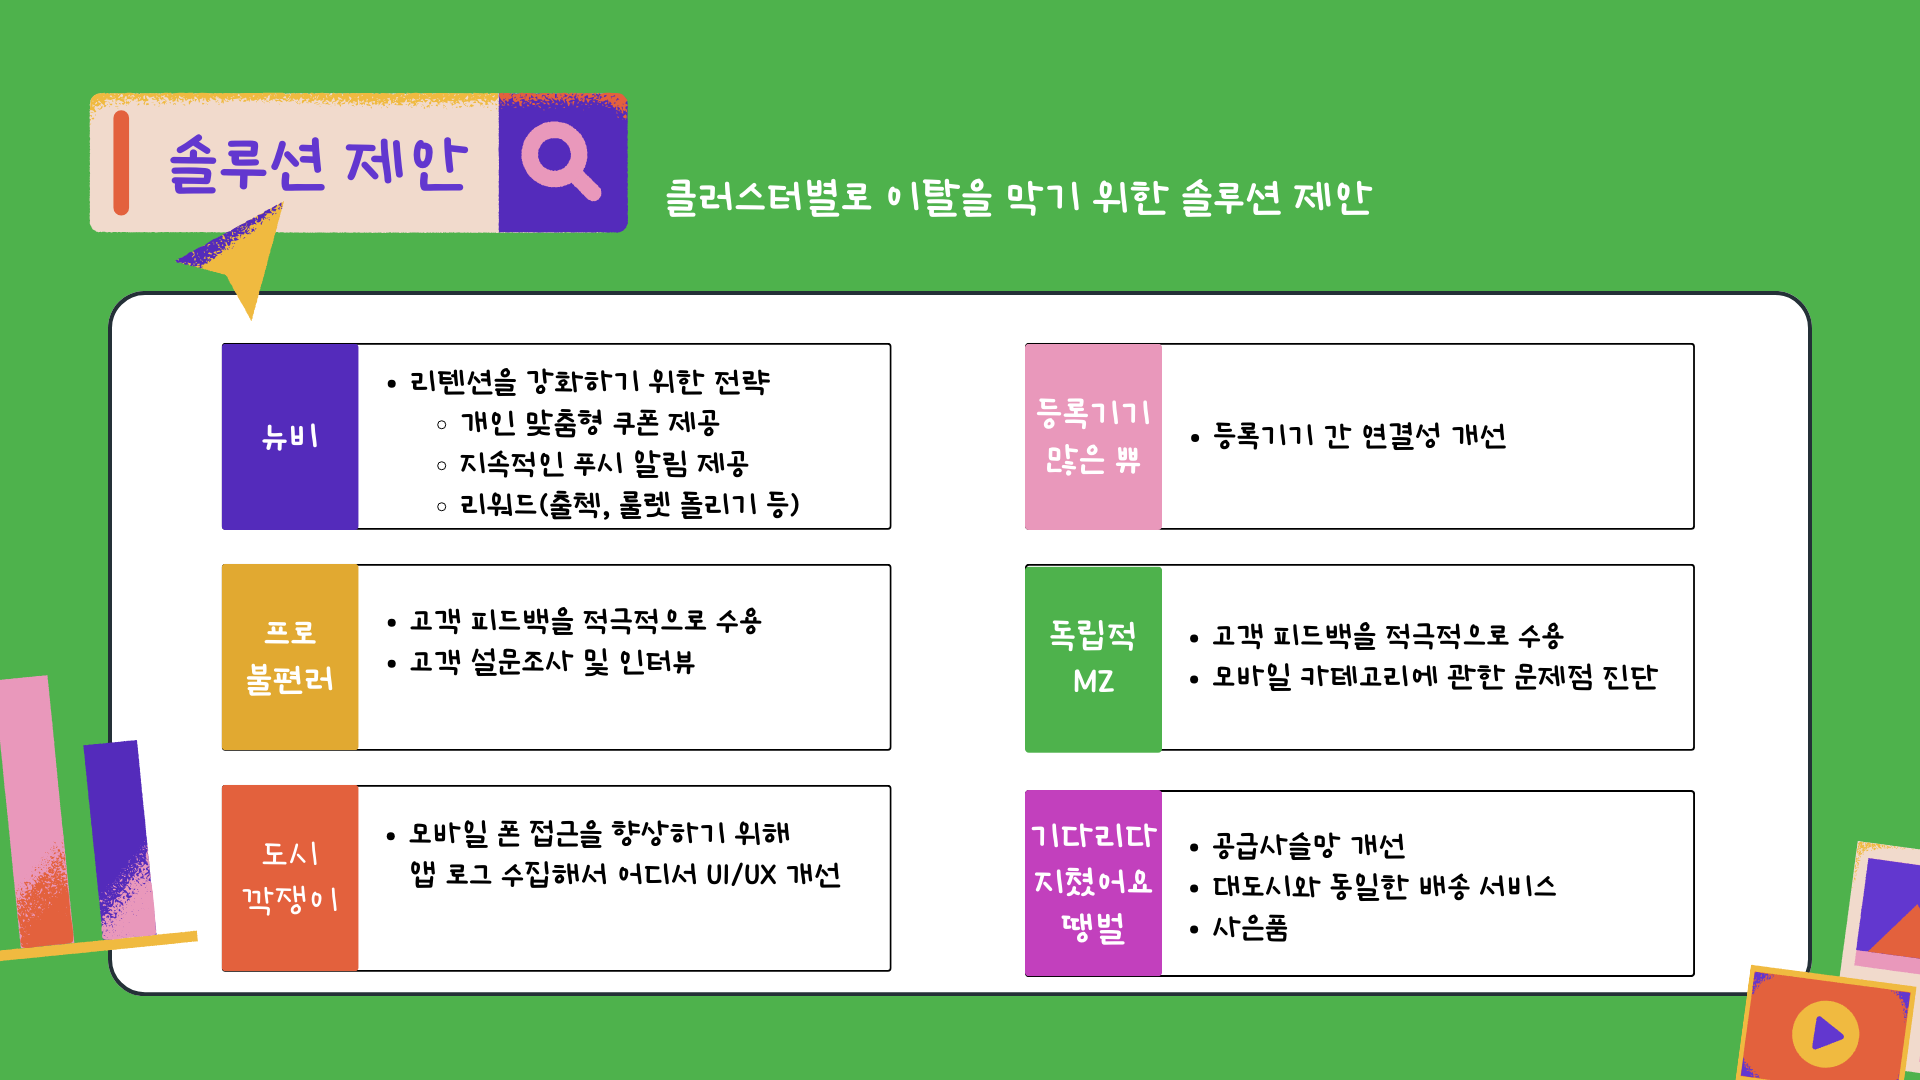 솔루션 제안
클러스터별로 이탈을 막기 위한 솔루션 제안
뉴비
• 리텐션을 강화하기 위한 전략
◦ 개인 맞춤형 쿠폰 제공
◦ 지속적인 푸시 알림 제공
◦ 리워드(출첵, 룰렛 돌리기 등)
등록기기
많은 쀼
• 등록기기 간 연결성 개선
프로
불편러
• 고객 피드백을 적극적으로 수용
• 고객 설문조사 및 인터뷰
독립적
MZ
• 고객 피드백을 적극적으로 수용
• 모바일 카테고리에 관한 문제점 진단
도시
깍쟁이
• 모바일 폰 접근을 향상하기 위해
앱 로그 수집해서 어디서 UI/UX 개선
기다리다
지쳤어요
땡벌
• 공급사슬망 개선
• 대도시와 동일한 배송 서비스
• 사은품